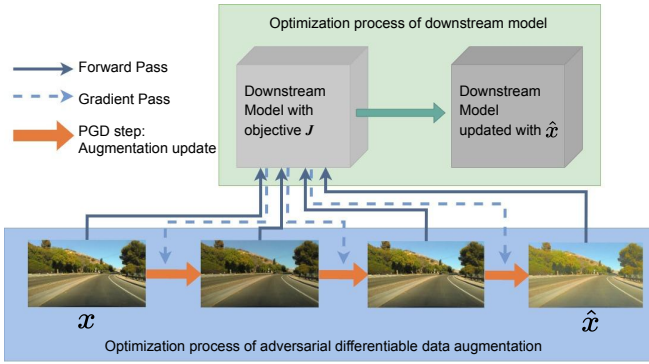 Optimization process of downstream model
Forward Pass
Gradient Pass
PGD step:
Augmentation update
Downstream
Model with
objective J
Downstream
Model
updated with x̂
x
x̂
Optimization process of adversarial differentiable data augmentation